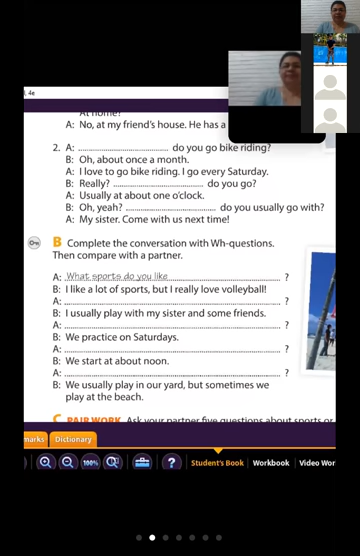 , 4e
At home?
A: No, at my friend's house. He has a
2. A: ........................................ do you go bike riding?
B: Oh, about once a month.
A: I love to go bike riding. I go every Saturday.
B: Really? ........................................ do you go?
A: Usually at about one o'clock.
B: Oh, yeah? ........................................ do you usually go with?
A: My sister. Come with us next time!
B Complete the conversation with Wh-questions.
Then compare with a partner.
A: What sports do you like ........................................ ?
B: I like a lot of sports, but I really love volleyball!
A: ........................................ ?
B: I usually play with my sister and some friends.
A: ........................................ ?
B: We practice on Saturdays.
A: ........................................ ?
B: We start at about noon.
A: ........................................ ?
B: We usually play in our yard, but sometimes we
play at the beach.
C PAIR WORK Ask your partner five questions about sports or
marks Dictionary
100% ? Student's Book Workbook Video Wor